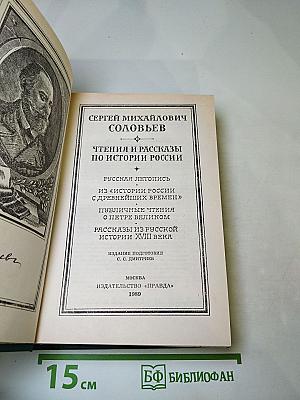 СЕРГЕЙ МИХАЙЛОВИЧ
СОЛОВЬЕВ
ЧТЕНИЯ И РАССКАЗЫ
ПО ИСТОРИИ РОССИИ
РУССКАЯ ЛЕТОПИСЬ
ИЗ «ИСТОРИИ РОССИИ
С ДРЕВНЕЙШИХ ВРЕМЕН»
ПУБЛИЧНЫЕ ЧТЕНИЯ
О ПЕТРЕ ВЕЛИКОМ
РАССКАЗЫ ИЗ РУССКОЙ
ИСТОРИИ XVIII ВЕКА
ИЗДАНИЕ ПОДГОТОВИЛ
С. С. ДМИТРИЕВ
МОСКВА
ИЗДАТЕЛЬСТВО «ПРАВДА»
1989
15 см
БФ БИБЛИОФАН